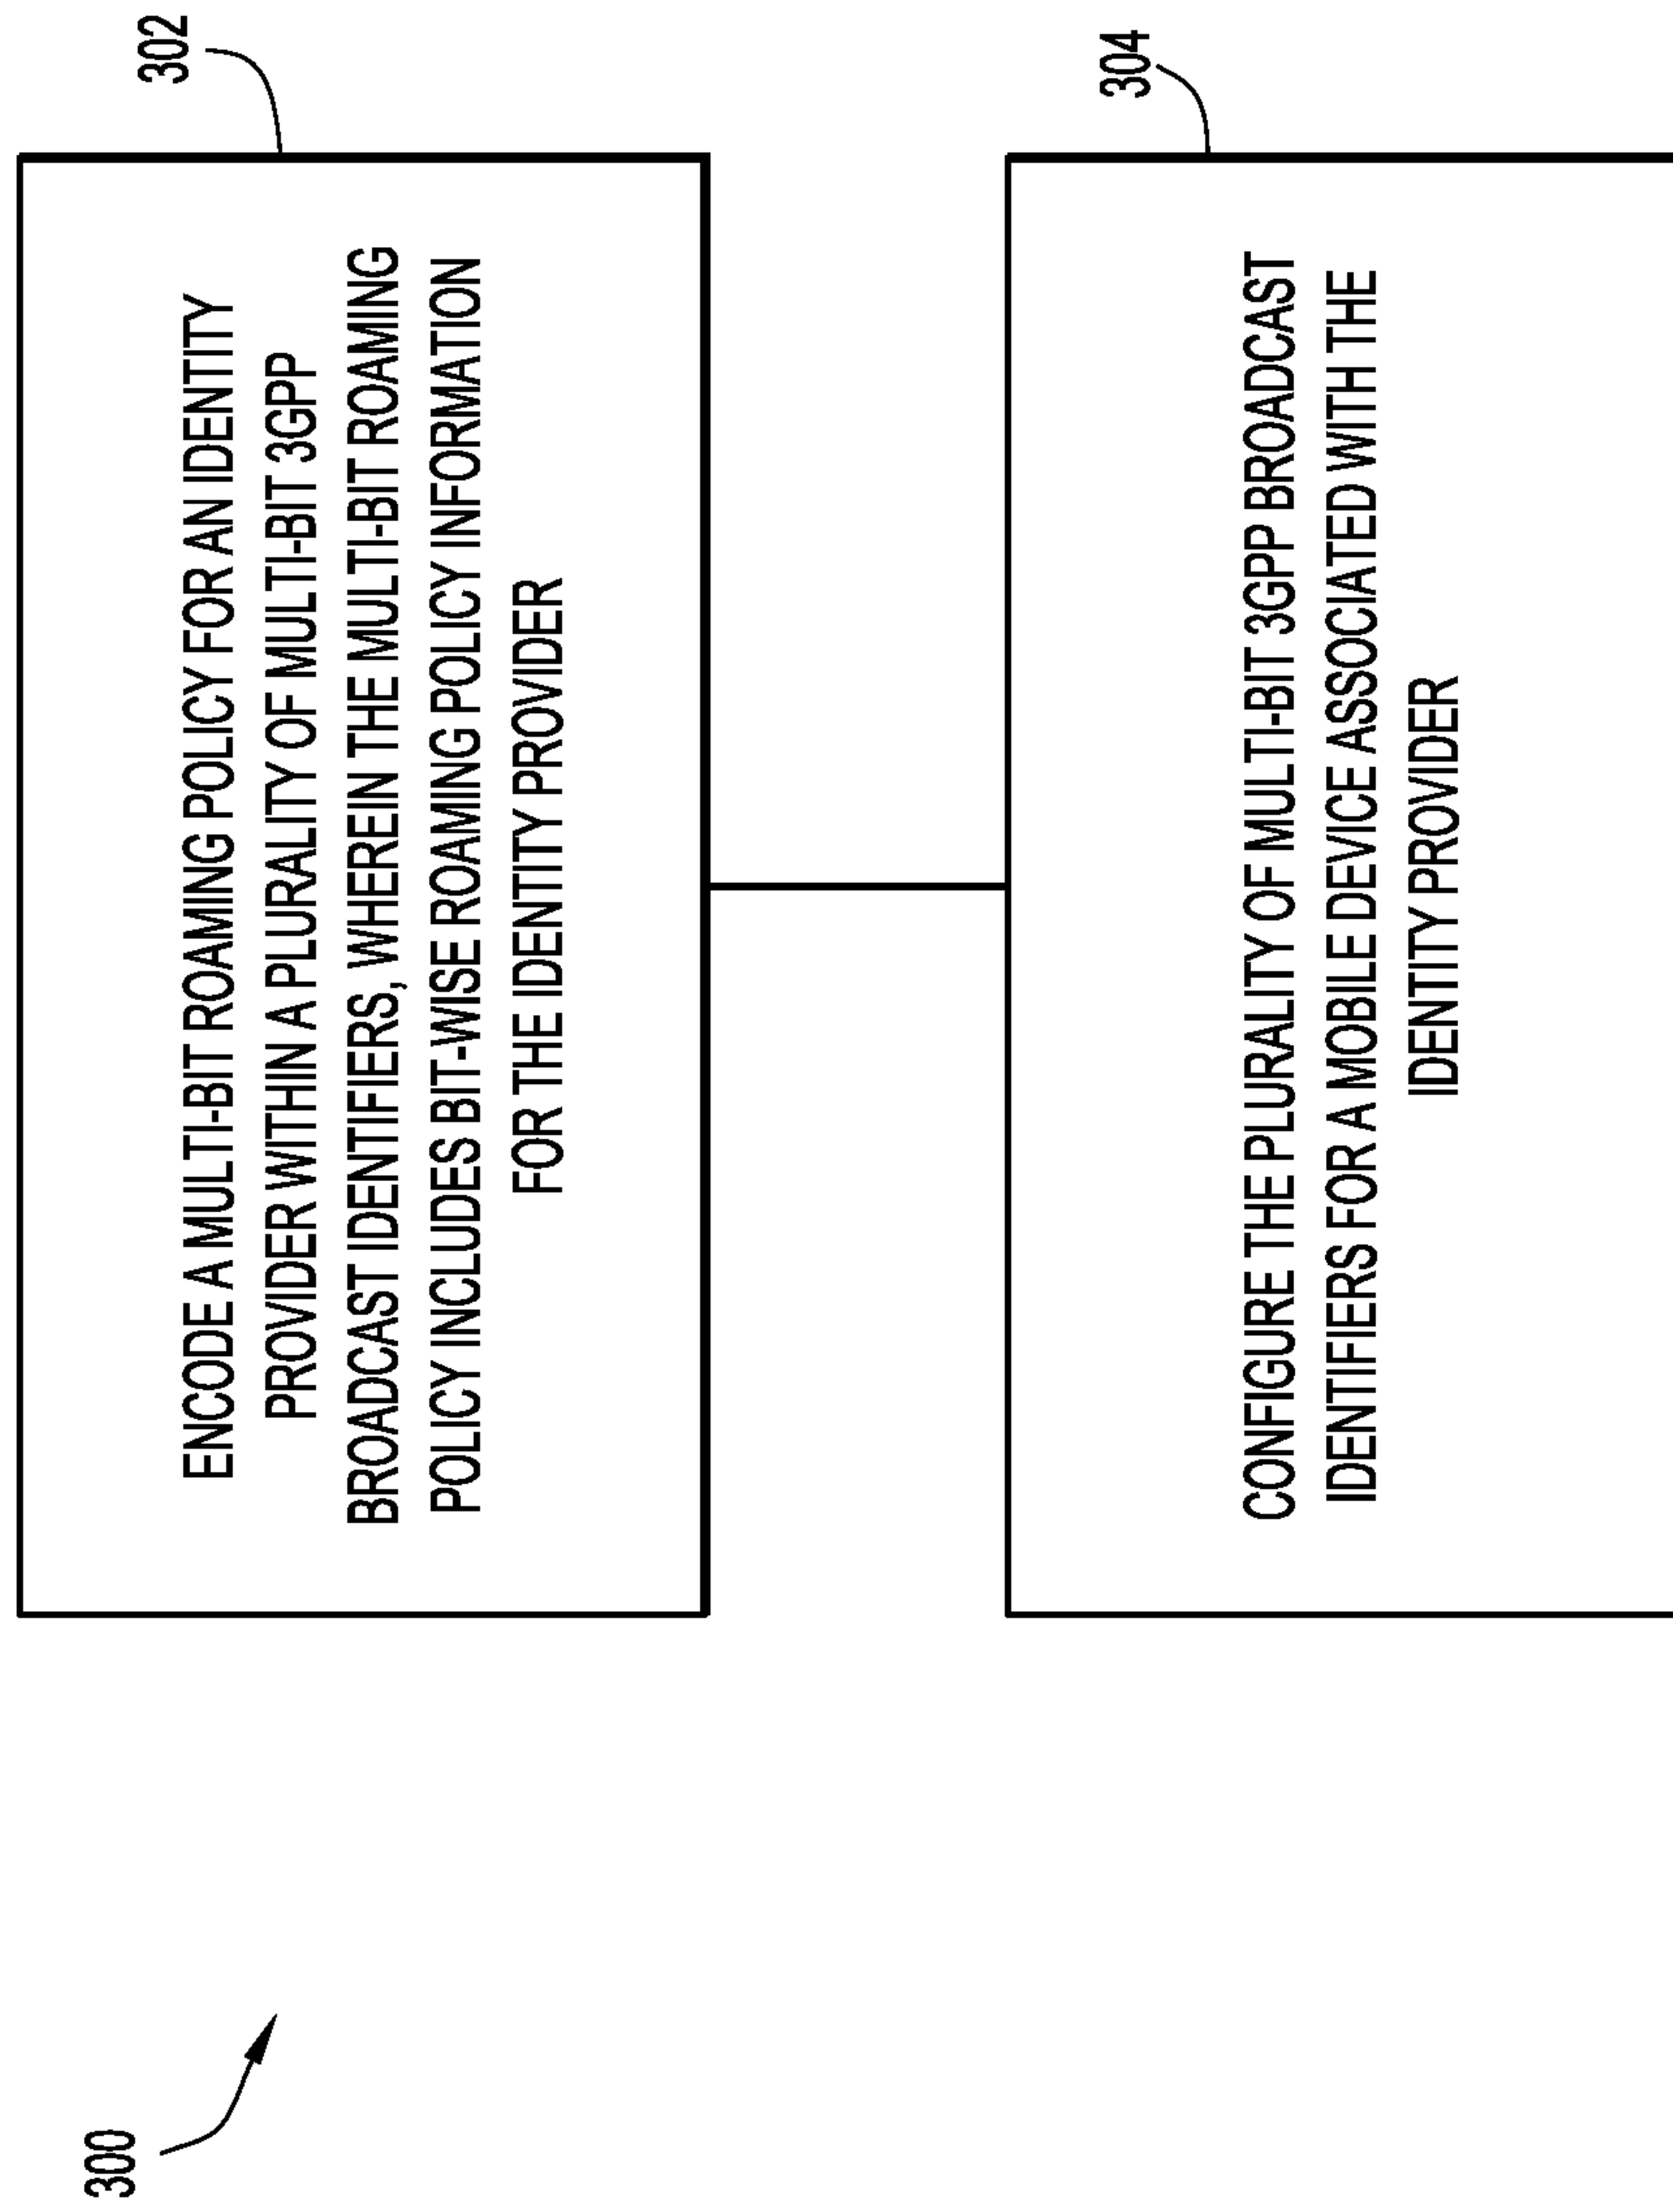 300
302
ENCODE A MULTI-BIT ROAMING POLICY FOR AN IDENTITY
PROVIDER WITHIN A PLURALITY OF MULTI-BIT 3GPP
BROADCAST IDENTIFIERS, WHEREIN THE MULTI-BIT ROAMING
POLICY INCLUDES BIT-WISE ROAMING POLICY INFORMATION
FOR THE IDENTITY PROVIDER
304
CONFIGURE THE PLURALITY OF MULTI-BIT 3GPP BROADCAST
IDENTIFIERS FOR A MOBILE DEVICE ASSOCIATED WITH THE
IDENTITY PROVIDER